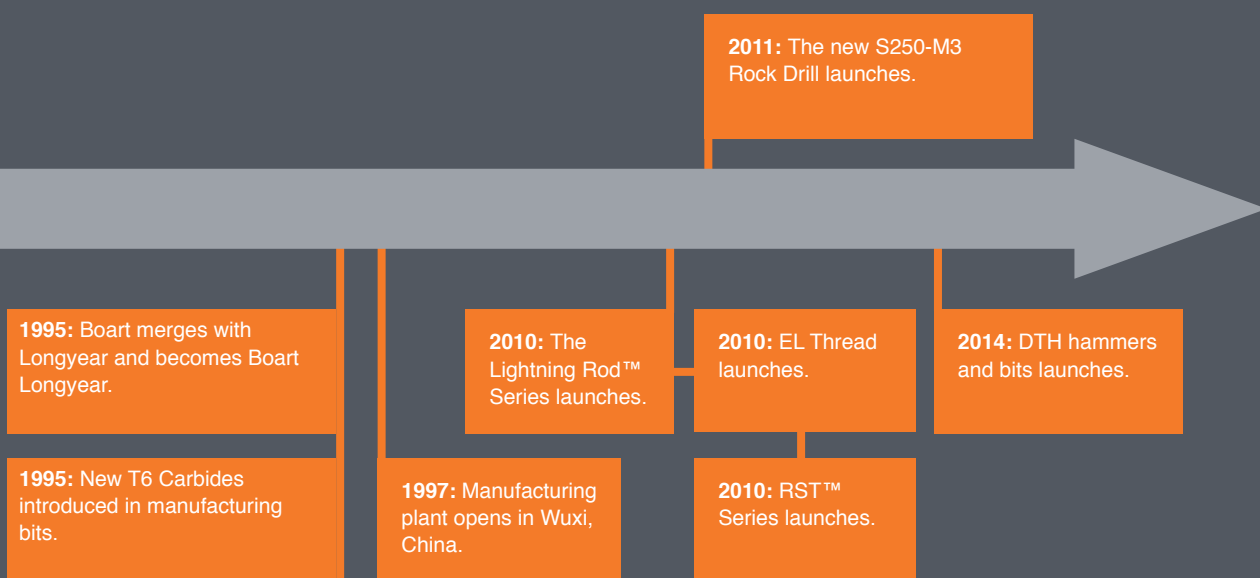 2011: The new S250-M3
Rock Drill launches.
1995: Boart merges with
Longyear and becomes Boart
Longyear.
1995: New T6 Carbides
introduced in manufacturing
bits.
1997: Manufacturing
plant opens in Wuxi,
China.
2010: The
Lightning Rod™
Series launches.
2010: EL Thread
launches.
2010: RST™
Series launches.
2014: DTH hammers
and bits launches.